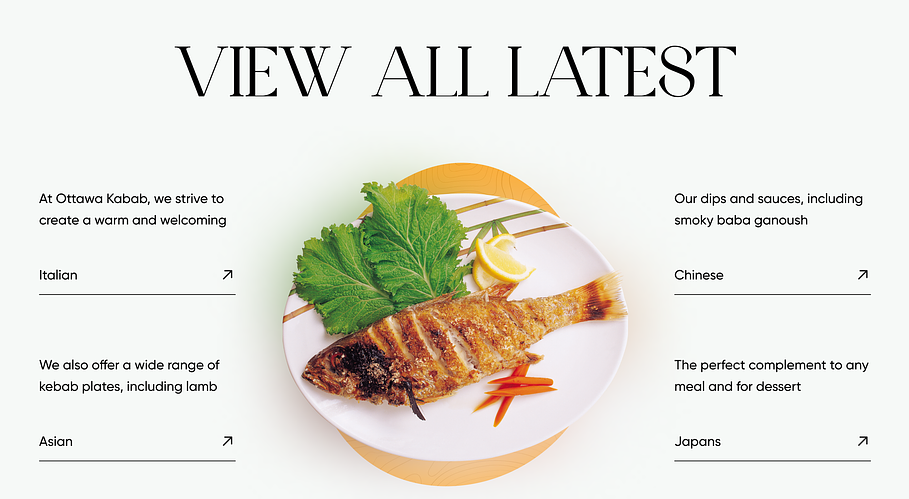 VIEW ALL LATEST
At Ottawa Kabab, we strive to
create a warm and welcoming
Italian
We also offer a wide range of
kebab plates, including lamb
Asian
Our dips and sauces, including
smoky baba ganoush
Chinese
The perfect complement to any
meal and for dessert
Japans